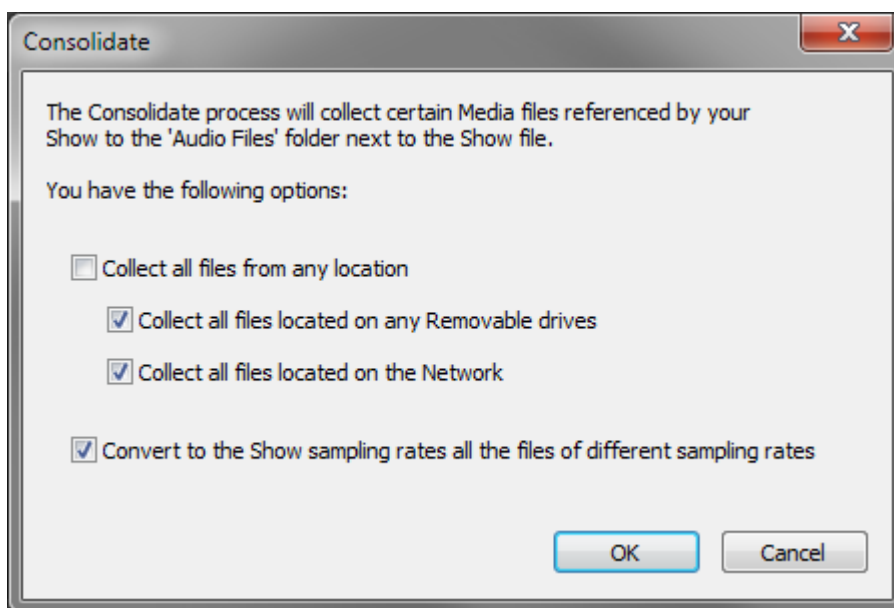 Consolidate
The Consolidate process will collect certain Media files referenced by your
Show to the 'Audio Files' folder next to the Show file.
You have the following options:
Collect all files from any location
Collect all files located on any Removable drives
Collect all files located on the Network
Convert to the Show sampling rates all the files of different sampling rates
OK Cancel